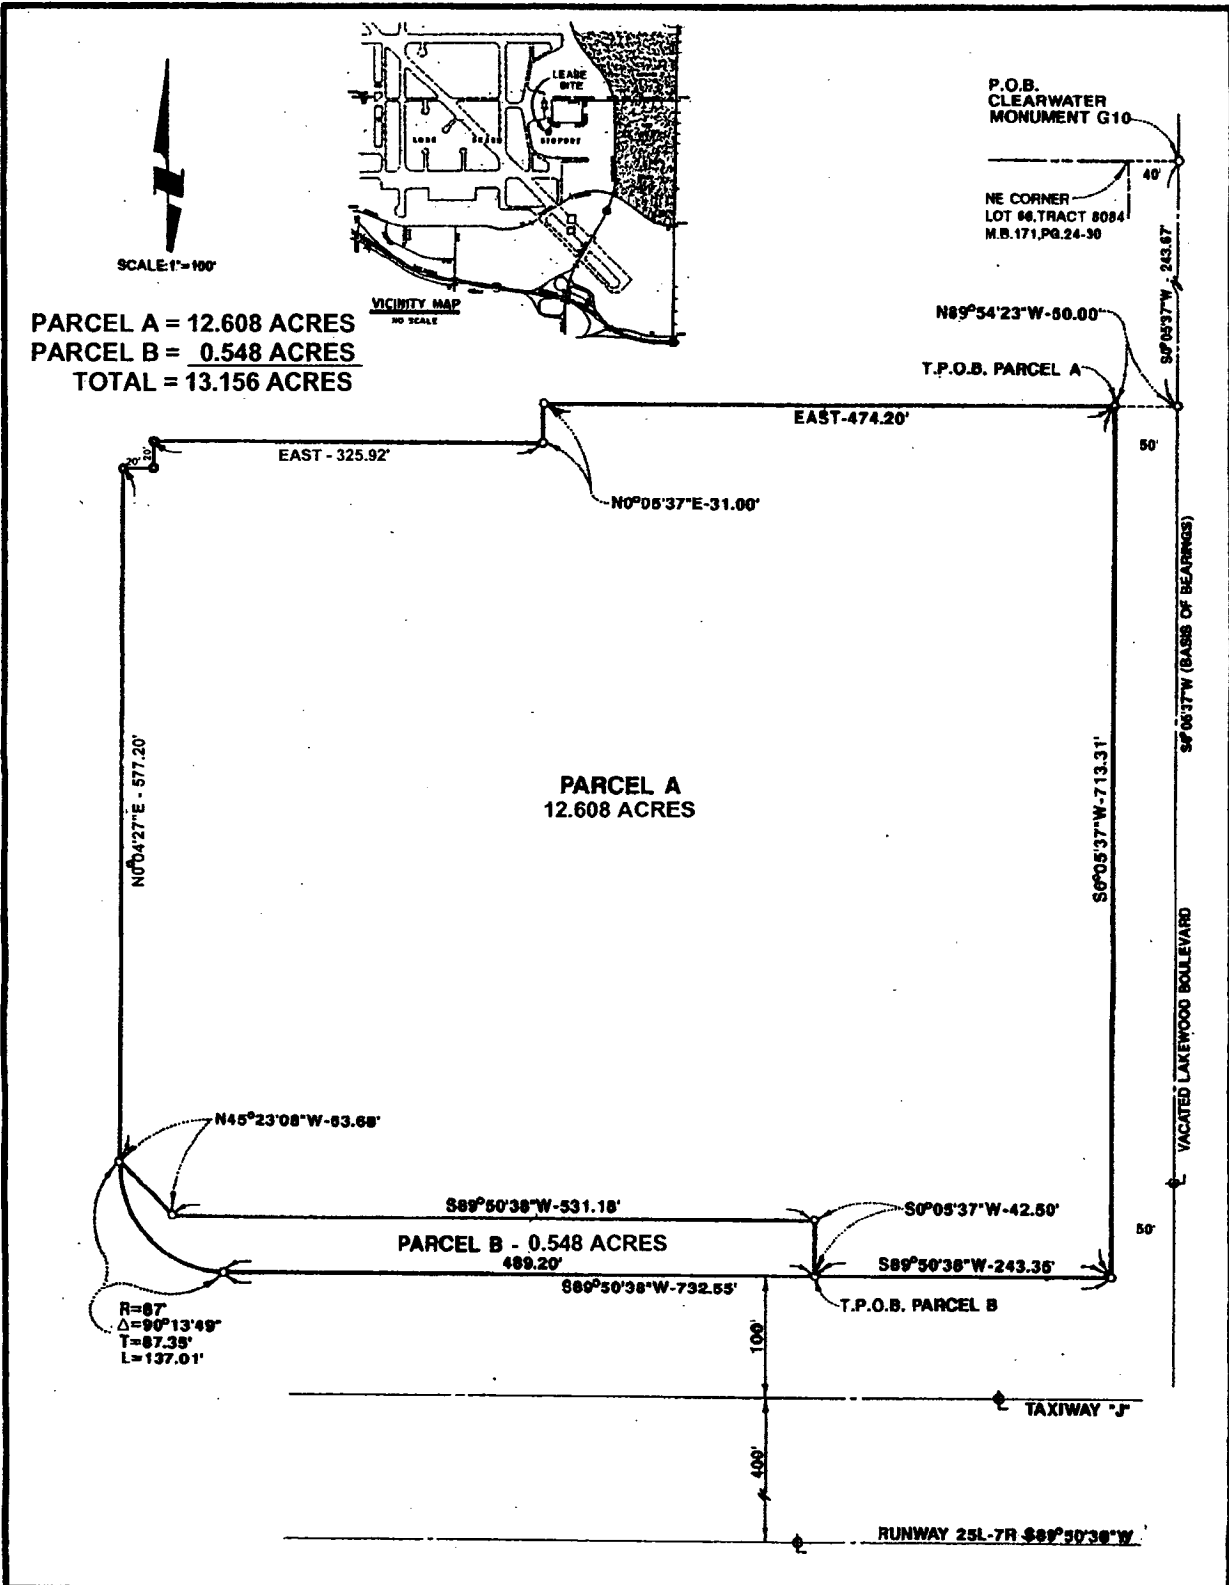 LEASE
SITE
LONG BEACH AIRPORT
VICINITY MAP
NO SCALE
SCALE:1"=100'
P.O.B.
CLEARWATER
MONUMENT G10
40'
NE CORNER
LOT 66,TRACT 8084
M.B.171,PG.24-30
S0°05'37"W - 243.67'
PARCEL A = 12.608 ACRES
PARCEL B = 0.548 ACRES
TOTAL = 13.156 ACRES
N89°54'23"W-50.00'
T.P.O.B. PARCEL A
EAST-474.20'
50'
EAST - 325.92'
20'
20'
N0°05'37"E-31.00'
S0°05'37"W (BASIS OF BEARINGS)
N0°04'27"E - 577.20'
PARCEL A
12.608 ACRES
S0°05'37"W-713.31'
VACATED LAKEWOOD BOULEVARD
N45°23'08"W-53.68'
S89°50'38"W-531.18'
S0°05'37"W-42.50'
50'
PARCEL B - 0.548 ACRES
489.20'
S89°50'38"W-243.35'
S89°50'38"W-732.55'
T.P.O.B. PARCEL B
R=87'
Δ=90°13'49"
T=87.35'
L=137.01'
100'
TAXIWAY "J"
400'
RUNWAY 25L-7R S89°50'38"W